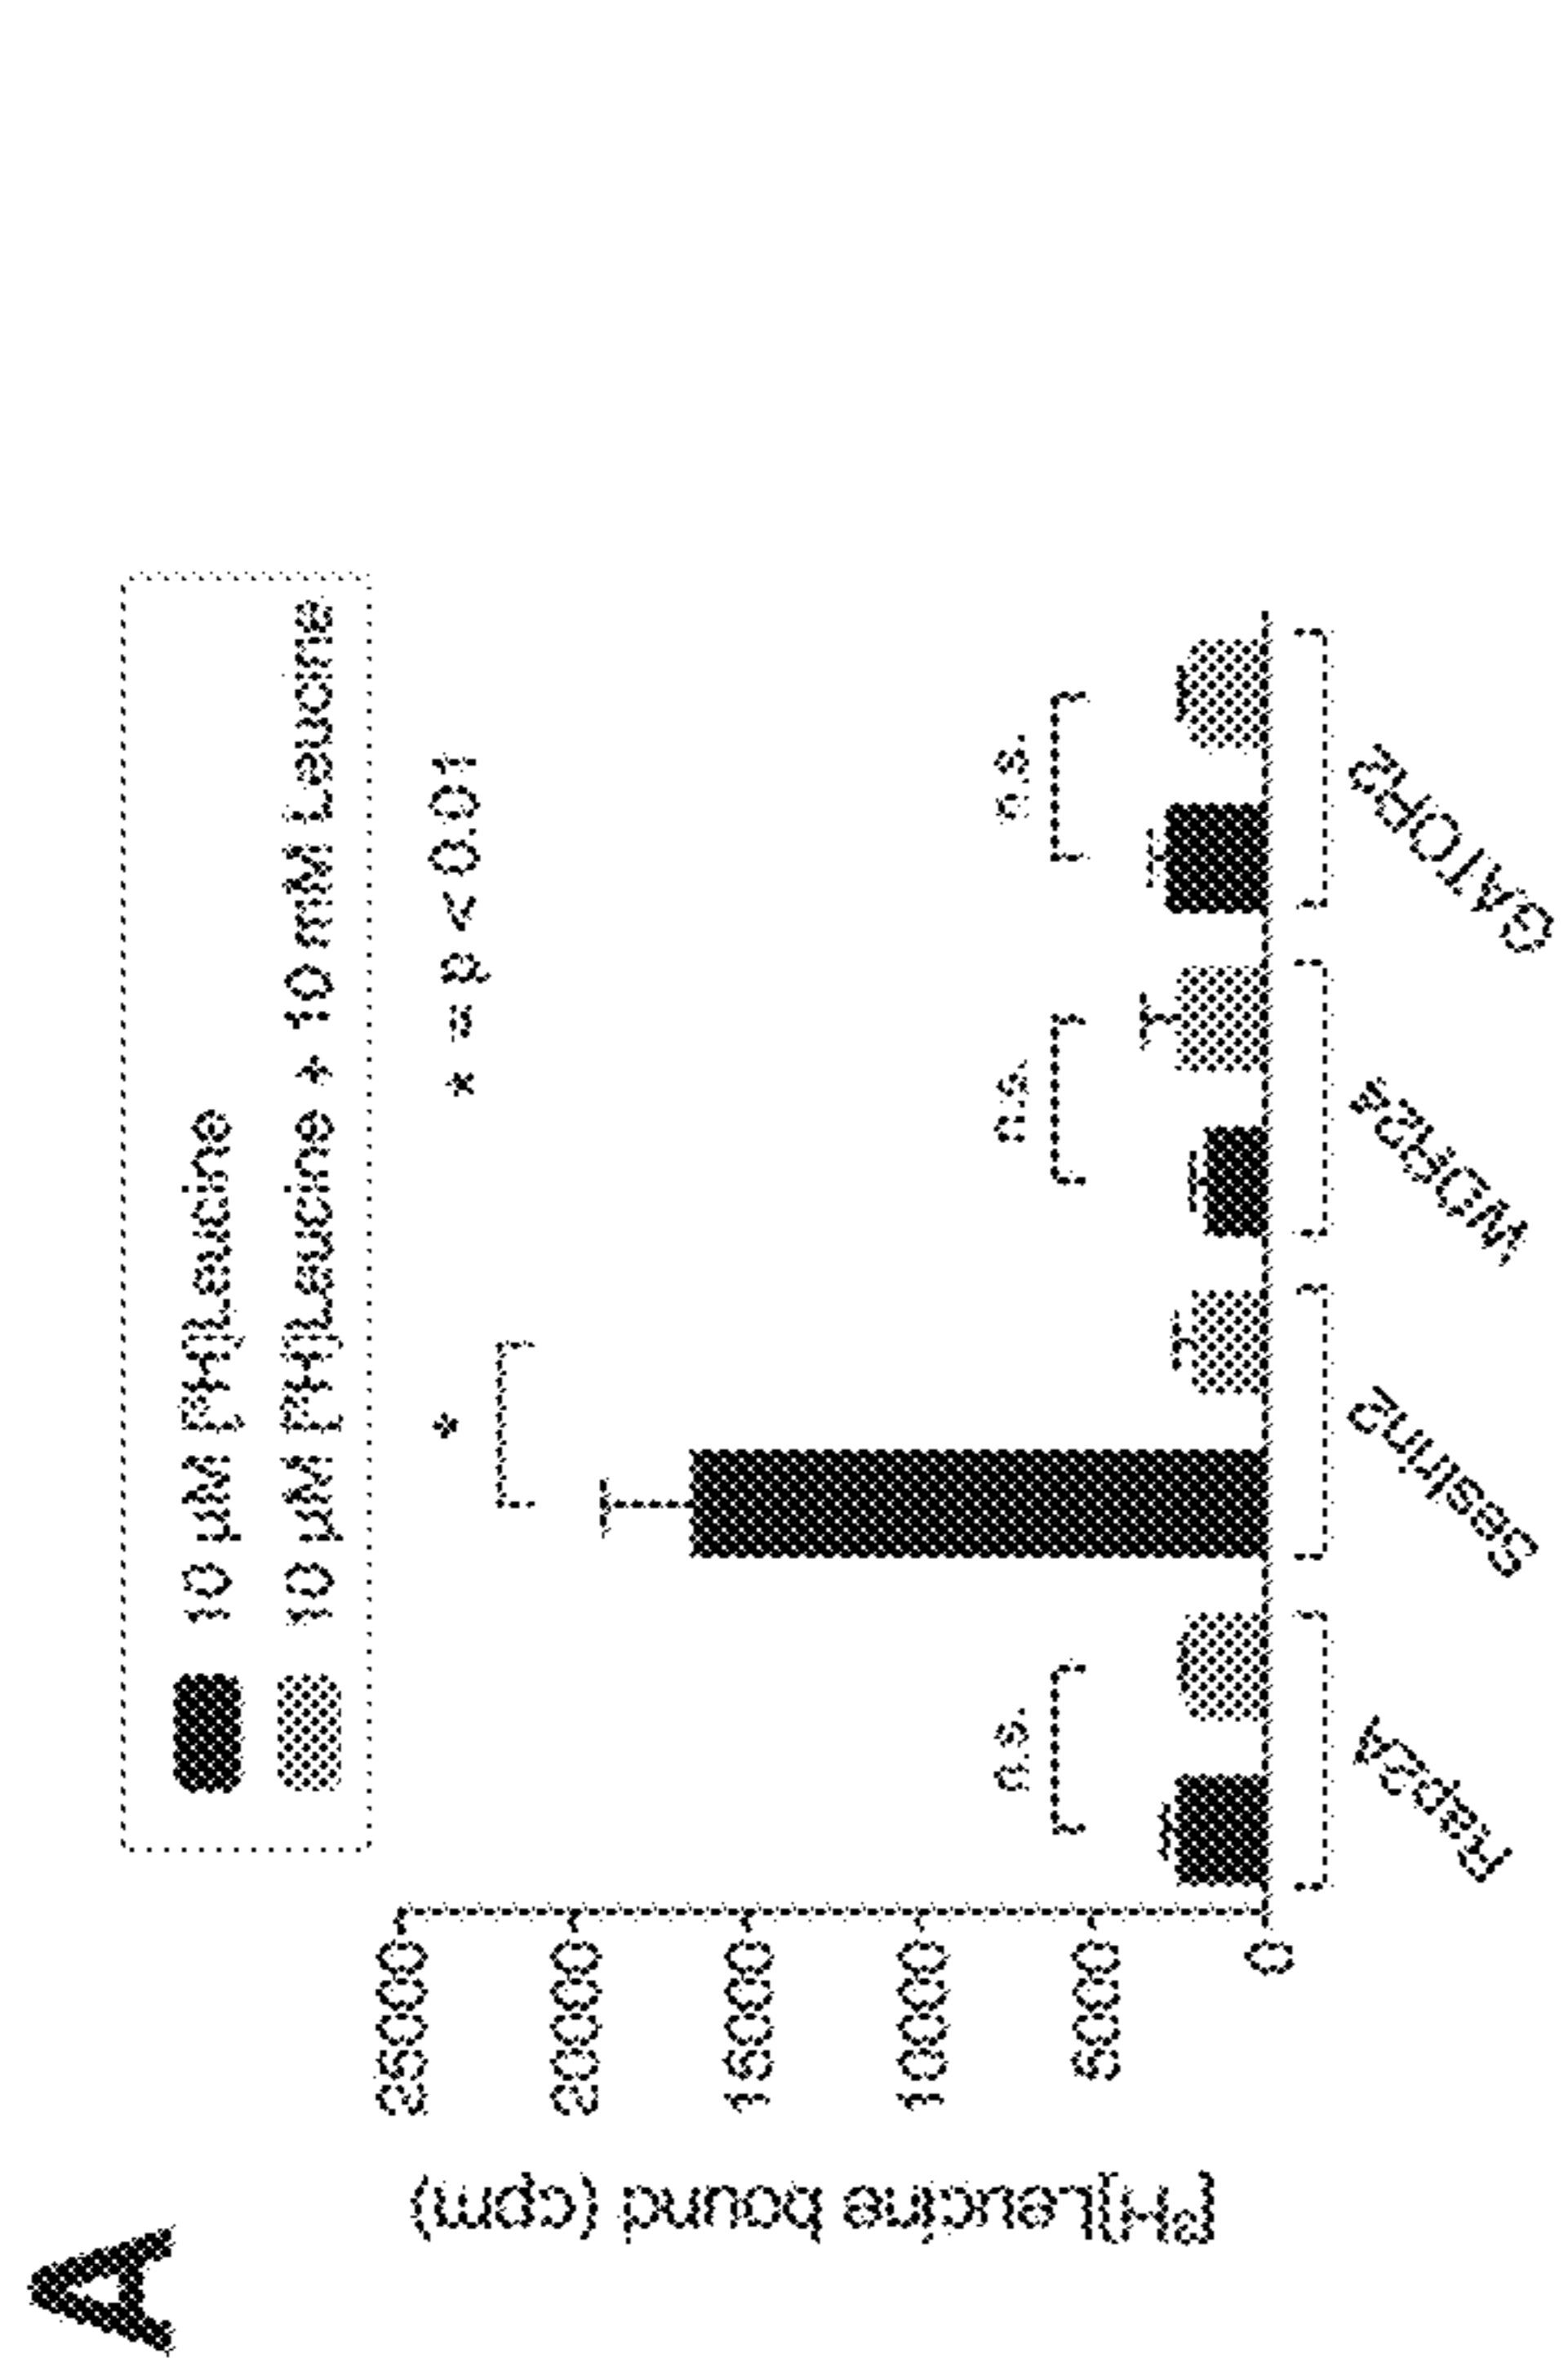 A
10 µM [³H]Leucine
10 µM [³H]Leucine + 10 mM Leucine
* = p < 0.01
*
n.s.
n.s.
n.s.
25000
20000
15000
10000
5000
0
[³H]Leucine bound (cpm)
Rap2A
Sestrin2
WDR24
GATOR2